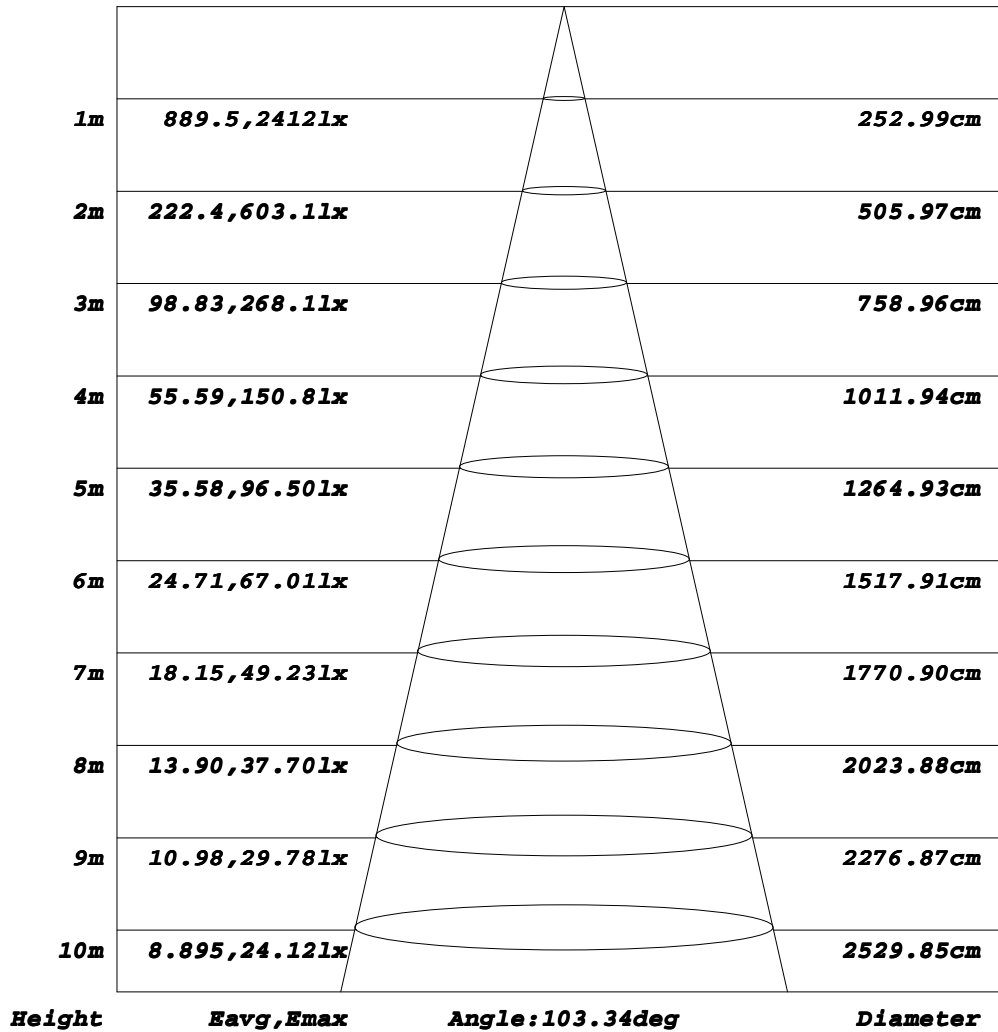 1m 889.5,2412lx 252.99cm
2m 222.4,603.1lx 505.97cm
3m 98.83,268.1lx 758.96cm
4m 55.59,150.8lx 1011.94cm
5m 35.58,96.50lx 1264.93cm
6m 24.71,67.01lx 1517.91cm
7m 18.15,49.23lx 1770.90cm
8m 13.90,37.70lx 2023.88cm
9m 10.98,29.78lx 2276.87cm
10m 8.895,24.12lx 2529.85cm
Height Eavg,Emax Angle:103.34deg Diameter